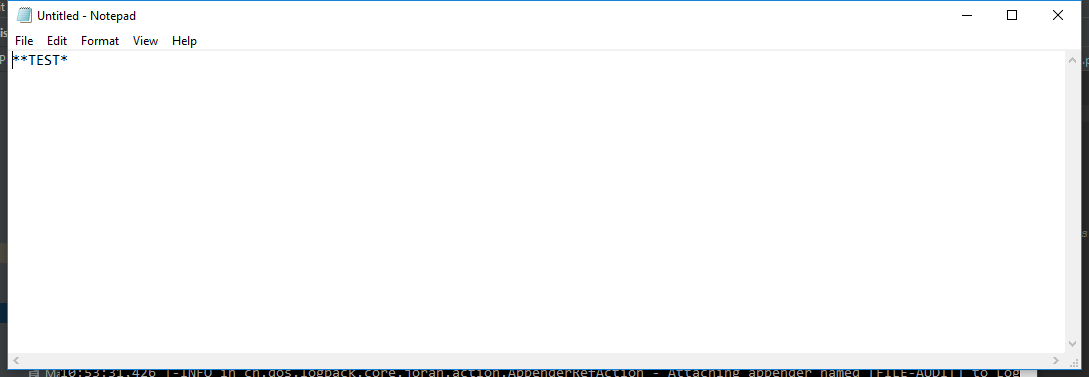 Untitled - Notepad
File Edit Format View Help
**TEST*
10:53:31.426 |-INFO in ch.qos.logback.core.joran.action.AppenderRefAction - Attaching appender named [FILE-AUDIT] to Log